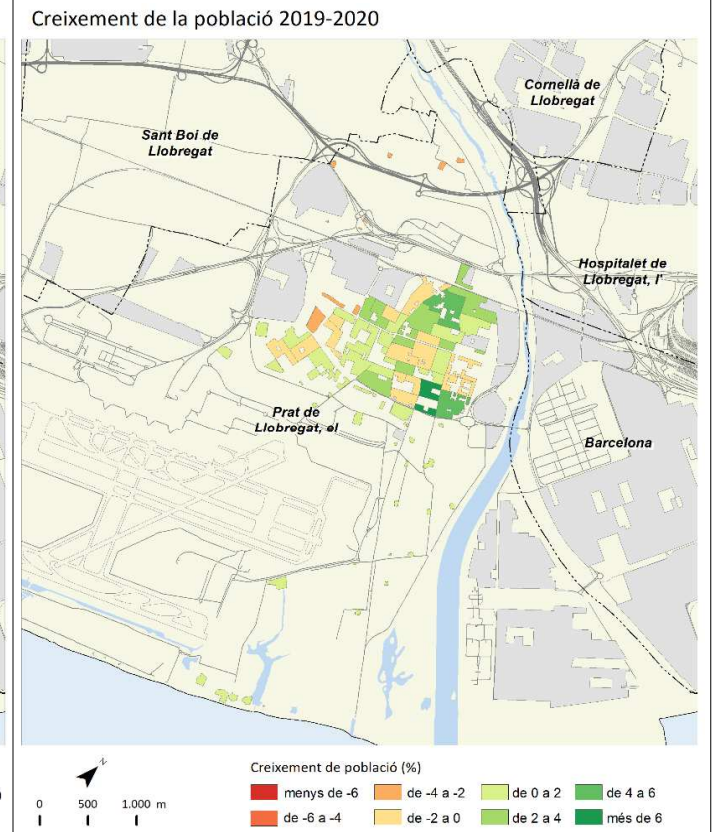 Creixement de la població 2019-2020
Cornellà de
Llobregat
Sant Boi de
Llobregat
Hospitalet de
Llobregat, l'
Prat de
Llobregat, el
Barcelona
N
0 500 1.000 m
Creixement de població (%)
menys de -6
de -4 a -2
de 0 a 2
de 4 a 6
de -6 a -4
de -2 a 0
de 2 a 4
més de 6